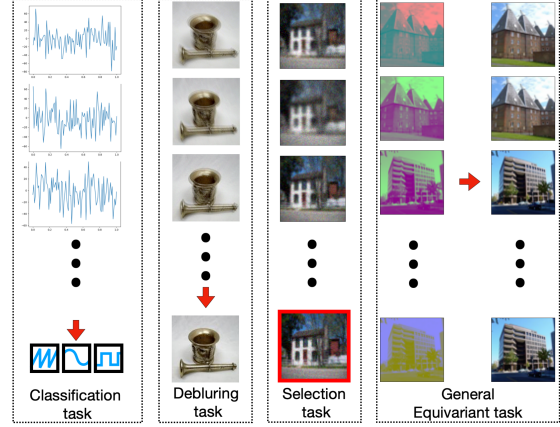 Classification
task
Debluring
task
Selection
task
General
Equivariant task